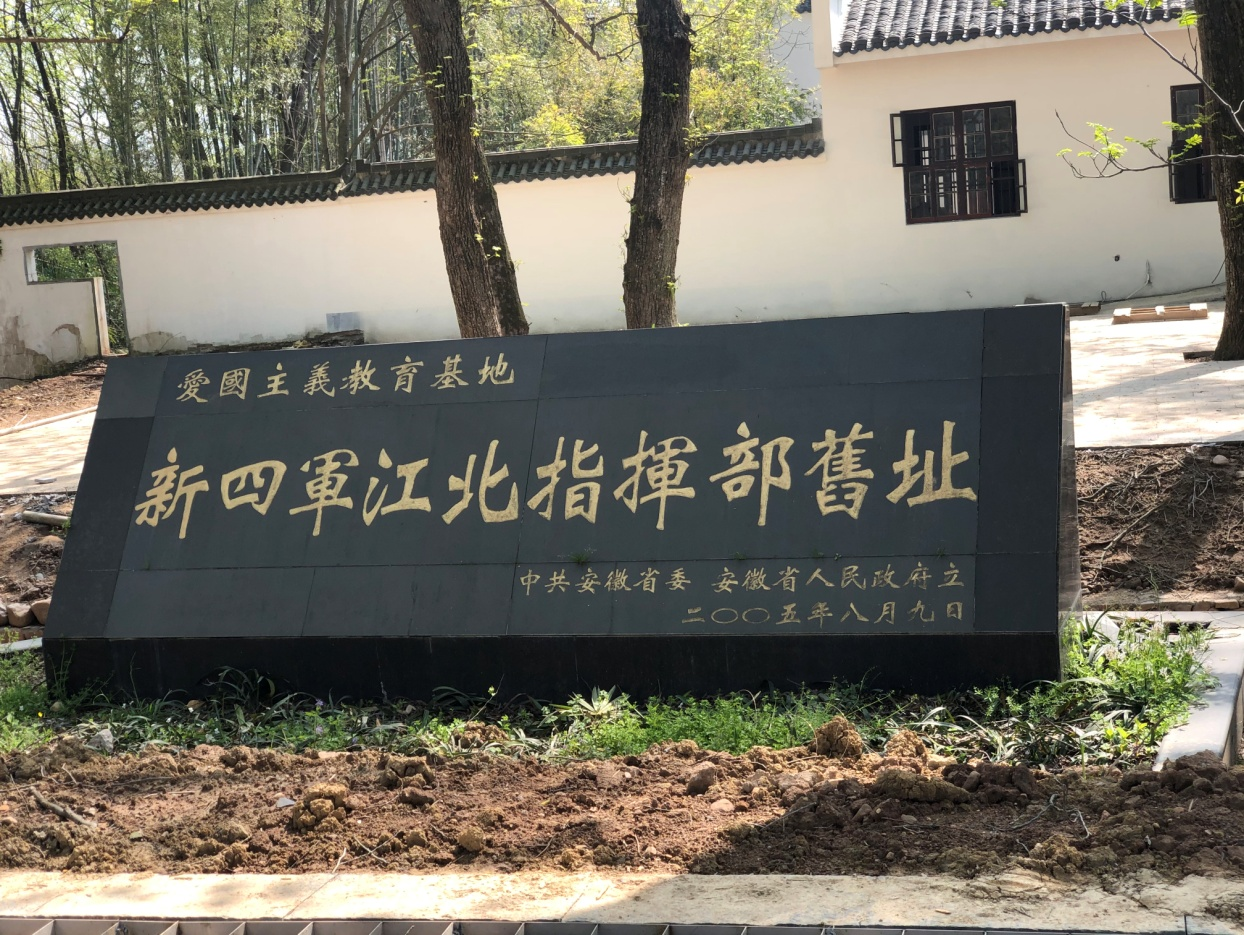 愛國主義教育基地
新四軍江北指揮部舊址
中共安徽省委 安徽省人民政府立
二〇〇五年八月九日